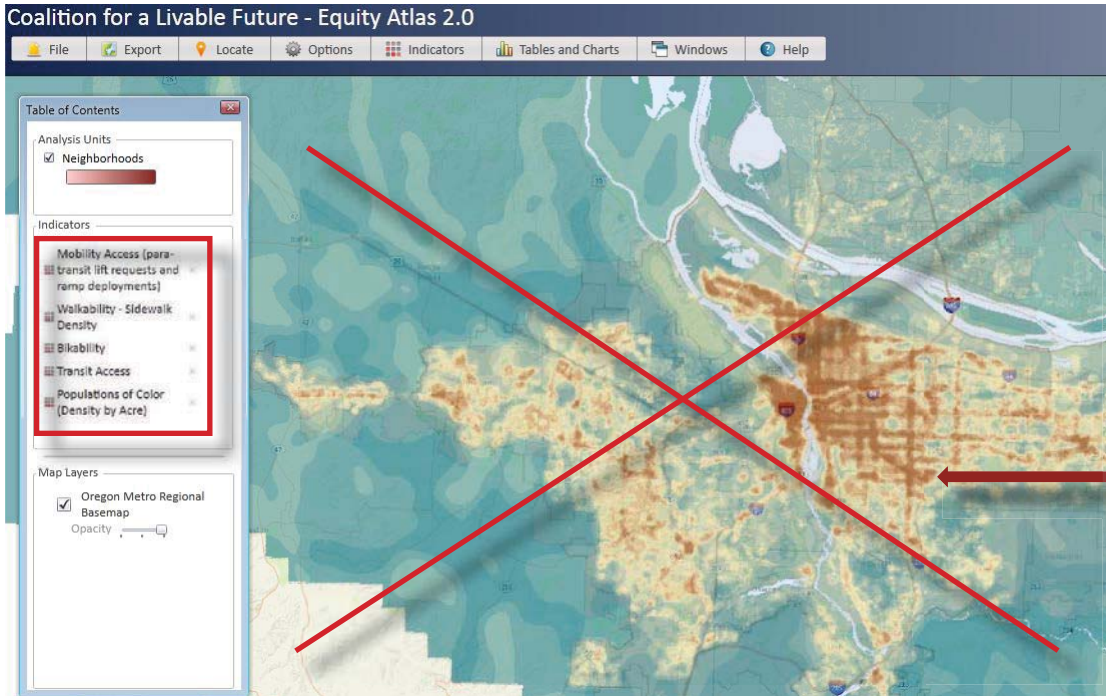 Coalition for a Livable Future - Equity Atlas 2.0
File Export Locate Options Indicators Tables and Charts Windows Help
Table of Contents
Analysis Units
Neighborhoods
Indicators
Mobility Access (para-
transit lift requests and
ramp deployments)
Walkability - Sidewalk
Density
Bikability
Transit Access
Populations of Color
(Density by Acre)
Map Layers
Oregon Metro Regional
Basemap
Opacity